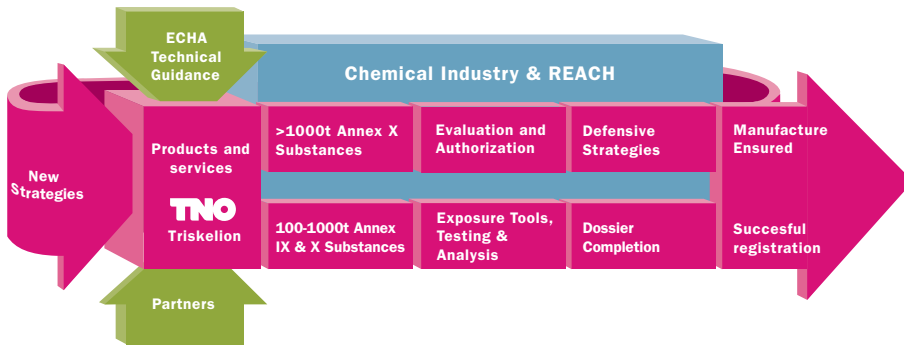 ECHA
Technical
Guidance
Chemical Industry & REACH
New
Strategies
Products and
services
TNO
Triskelion
>1000t Annex X
Substances
Evaluation and
Authorization
Defensive
Strategies
Manufacture
Ensured
100-1000t Annex
IX & X Substances
Exposure Tools,
Testing &
Analysis
Dossier
Completion
Succesful
registration
Partners